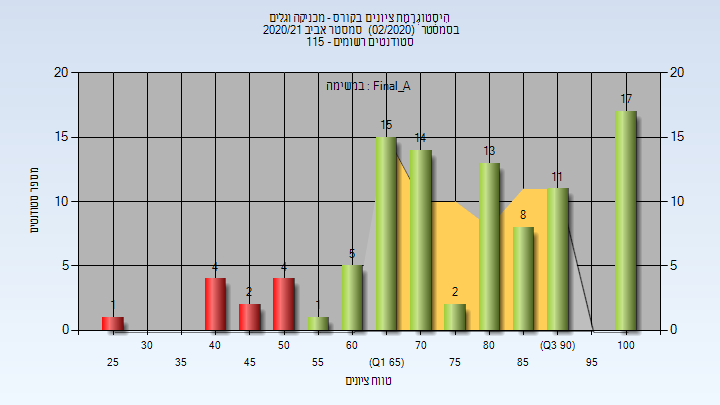 היסטוגרמת ציונים בקורס - מכניקה וגלים
בסמסטר (02/2020) סמסטר אביב 2020/21
סטודנטים רשומים - 115
במשימה : Final_A
20 20
15 15
10 10
5 5
0 0
מספר סטודנטים
1 4 2 4 1 5 15 14 2 13 8 11 17
30 40 50 60 70 80 (Q3 90) 100
25 35 45 55 (Q1 65) 75 85 95
טווח ציונים